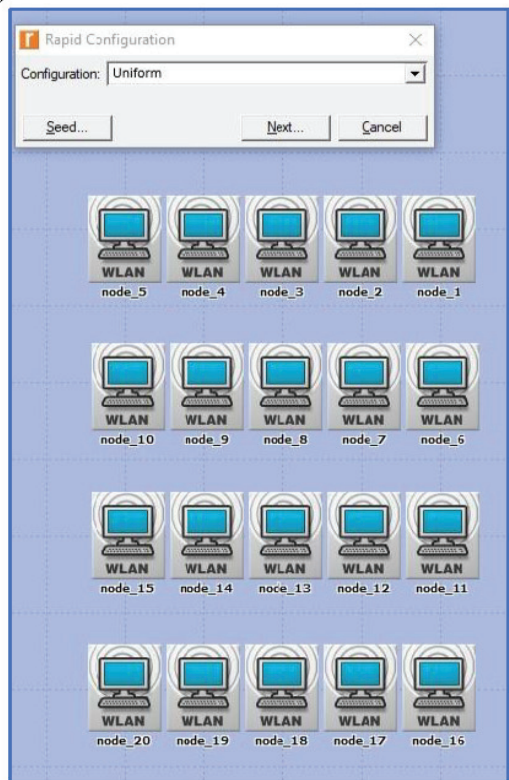 Rapid Configuration
Configuration: Uniform
Seed... Next... Cancel
WLAN WLAN WLAN WLAN WLAN
node_5 node_4 node_3 node_2 node_1
WLAN WLAN WLAN WLAN WLAN
node_10 node_9 node_8 node_7 node_6
WLAN WLAN WLAN WLAN WLAN
node_15 node_14 node_13 node_12 node_11
WLAN WLAN WLAN WLAN WLAN
node_20 node_19 node_18 node_17 node_16